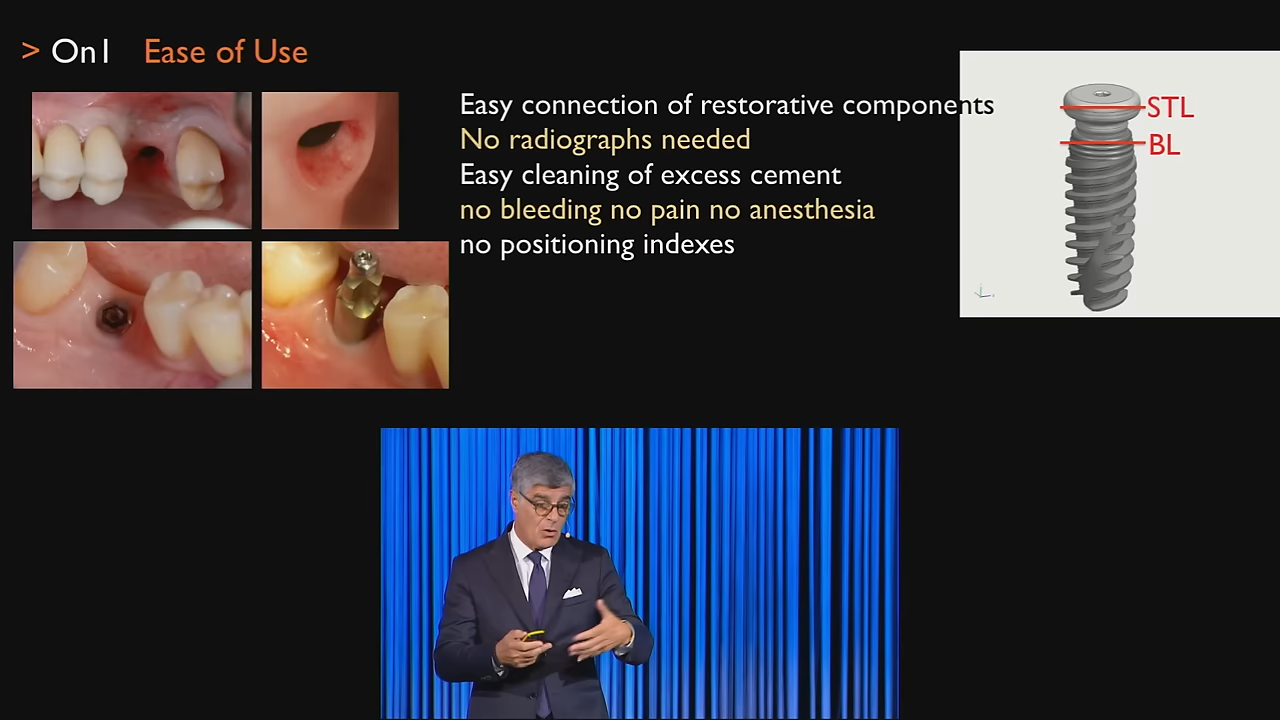 > On1 Ease of Use
Easy connection of restorative components
No radiographs needed
Easy cleaning of excess cement
no bleeding no pain no anesthesia
no positioning indexes
STL
BL